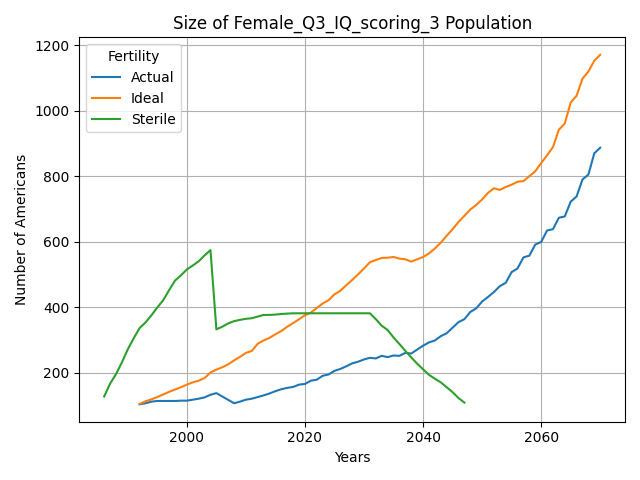 Size of Female_Q3_IQ_scoring_3 Population
Fertility
Actual
Ideal
Sterile
Number of Americans
1200
1000
800
600
400
200
2000
2020
2040
2060
Years